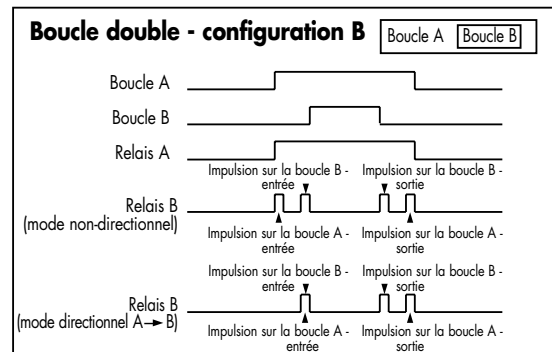 Boucle double - configuration B
Boucle A Boucle B
Boucle A
Boucle B
Relais A
Impulsion sur la boucle B -
entrée
Impulsion sur la boucle B -
sortie
Relais B
(mode non-directionnel)
Impulsion sur la boucle A -
entrée
Impulsion sur la boucle A -
sortie
Impulsion sur la boucle B -
entrée
Impulsion sur la boucle B -
sortie
Relais B
(mode directionnel A→ B)
Impulsion sur la boucle A -
entrée
Impulsion sur la boucle A -
sortie